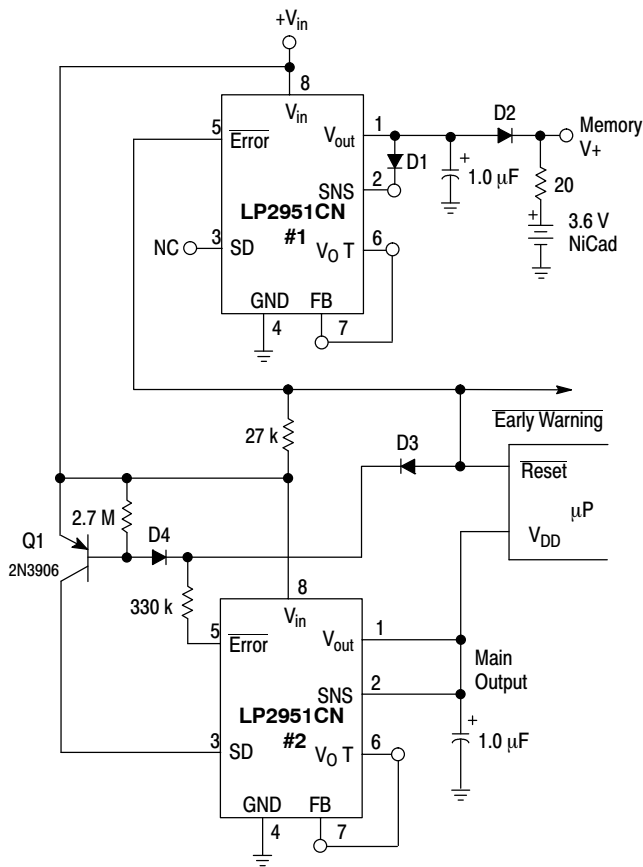 +Vin
8
Vin
5
Error
Vout
1
D2
Memory
V+
D1
+
1.0 μF
20
SNS
2
LP2951CN
#1
+
3.6 V
NiCad
NC
3
SD
VO T
6
GND
FB
4
7
27 k
Early Warning
D3
Reset
μP
VDD
2.7 M
D4
Q1
2N3906
330 k
8
Vin
5
Error
Vout
1
Main
Output
SNS
2
LP2951CN
#2
+
1.0 μF
3
SD
VO T
6
GND
FB
4
7